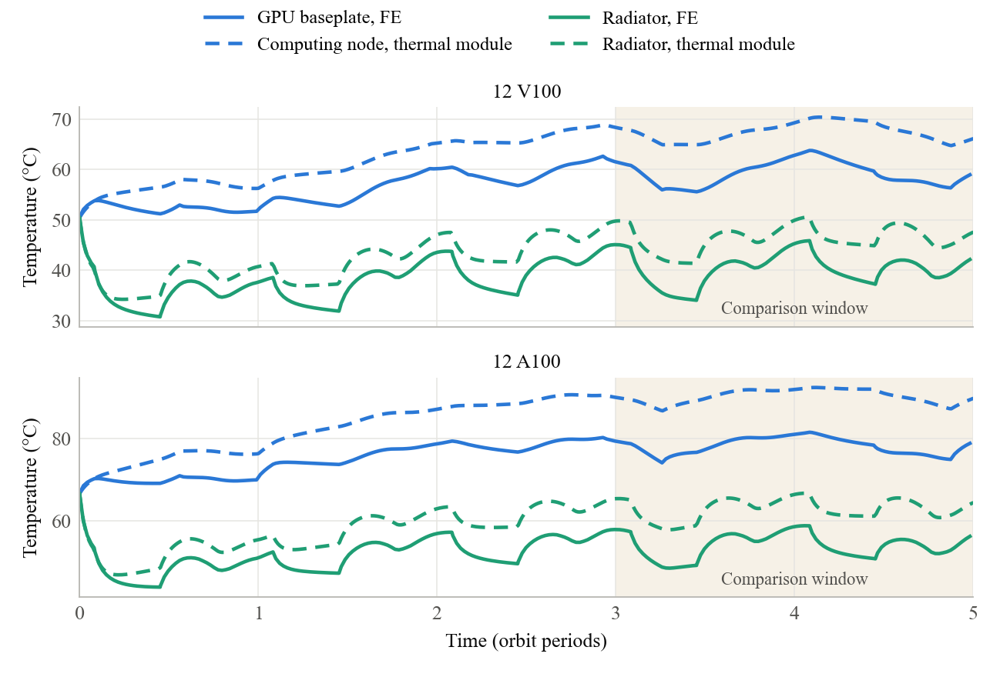 GPU baseplate, FE
Computing node, thermal module
Radiator, FE
Radiator, thermal module
12 V100
Temperature (°C)
70
60
50
40
30
Comparison window
12 A100
Temperature (°C)
80
60
Comparison window
0 1 2 3 4 5
Time (orbit periods)